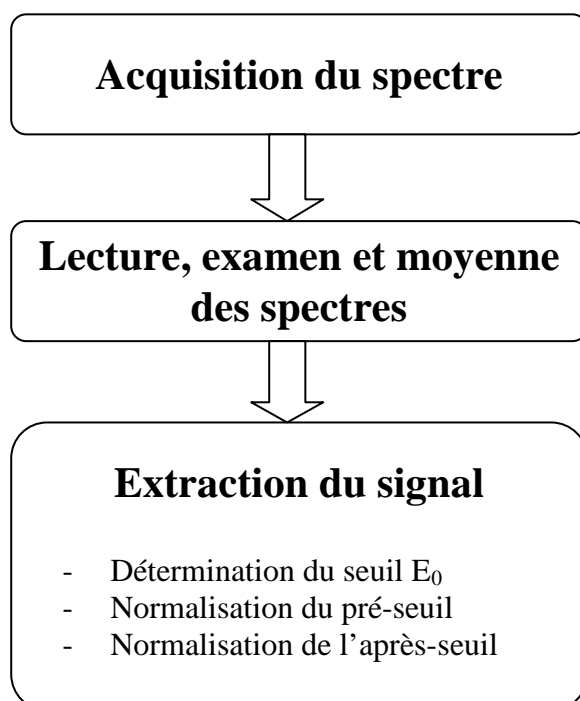 Acquisition du spectre
Lecture, examen et moyenne
des spectres
Extraction du signal
- Détermination du seuil E₀
- Normalisation du pré-seuil
- Normalisation de l’après-seuil